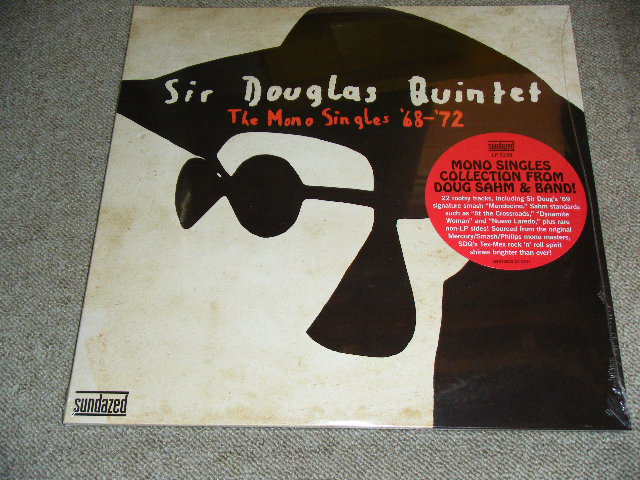 Sir Douglas Quintet
The Mono Singles '68-'72
sundazed
LP 5338
MONO SINGLES
COLLECTION FROM
DOUG SAHM & BAND!
22 rootsy tracks, including Sir Doug's '69
signature smash "Mendocino," Sahm standards
such as "At the Crossroads," "Dynamite
Woman" and "Nuevo Laredo," plus rare
non-LP sides! Sourced from the original
Mercury/Smash/Philips mono masters,
SDQ's Tex-Mex rock 'n' roll spirit
shines brighter than ever!
sundazed